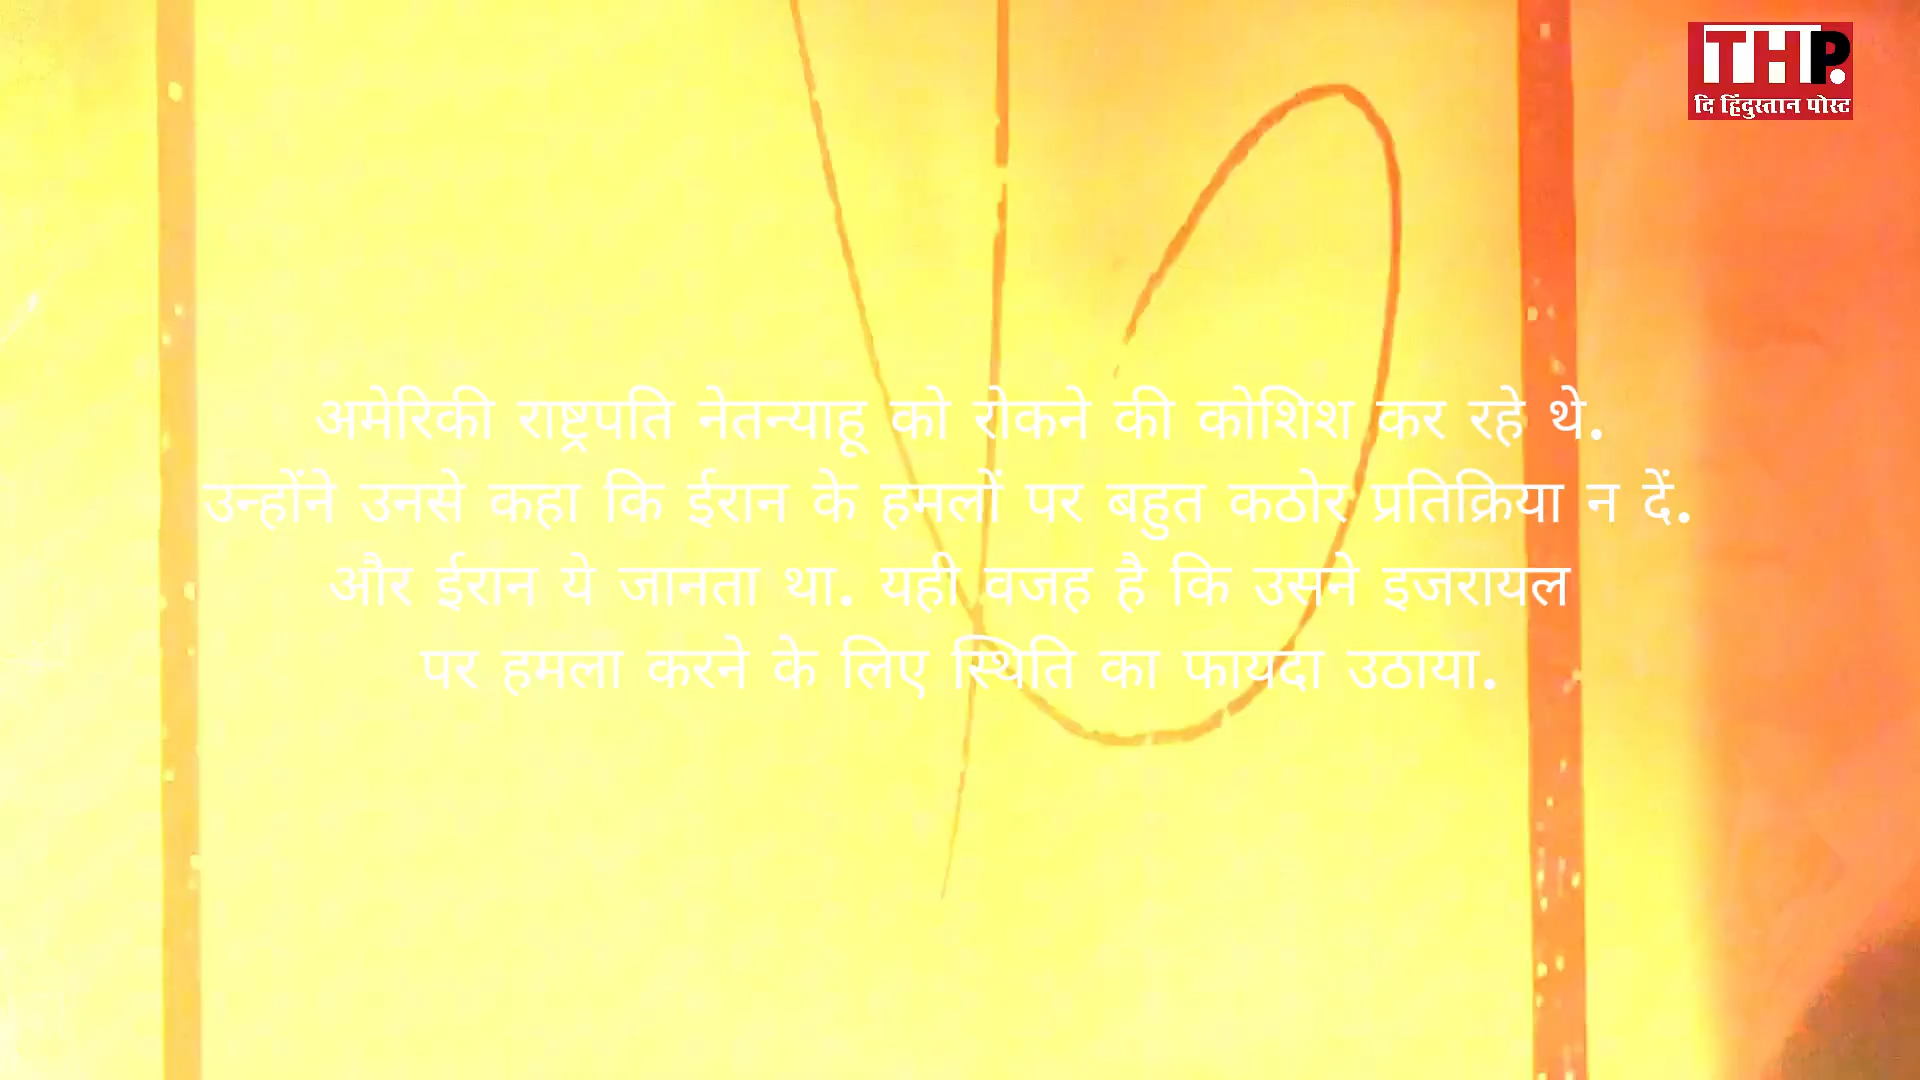 THP.
दि हिंदुस्तान पोस्ट
अमेरिकी राष्ट्रपति नेतन्याहू को रोकने की कोशिश कर रहे थे.
उन्होंने उनसे कहा कि ईरान के हमलों पर बहुत कठोर प्रतिक्रिया न दें.
और ईरान ये जानता था. यही वजह है कि उसने इजरायल
पर हमला करने के लिए स्थिति का फायदा उठाया.